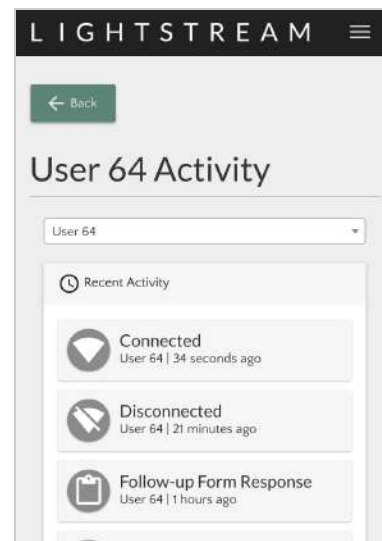 LIGHTSTREAM
Back
User 64 Activity
User 64
Recent Activity
Connected
User 64 | 34 seconds ago
Disconnected
User 64 | 21 minutes ago
Follow-up Form Response
User 64 | 1 hours ago